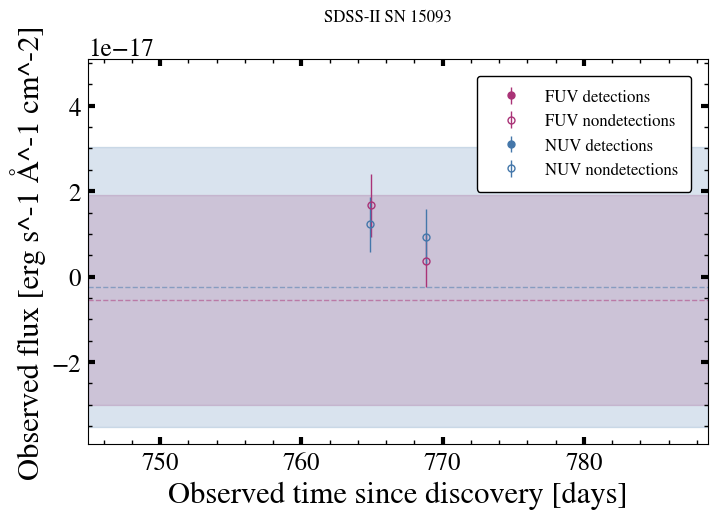 SDSS-II SN 15093
1e−17
FUV detections
FUV nondetections
NUV detections
NUV nondetections
4
2
0
−2
Observed flux [erg s^-1 Å^-1 cm^-2]
750
760
770
780
Observed time since discovery [days]